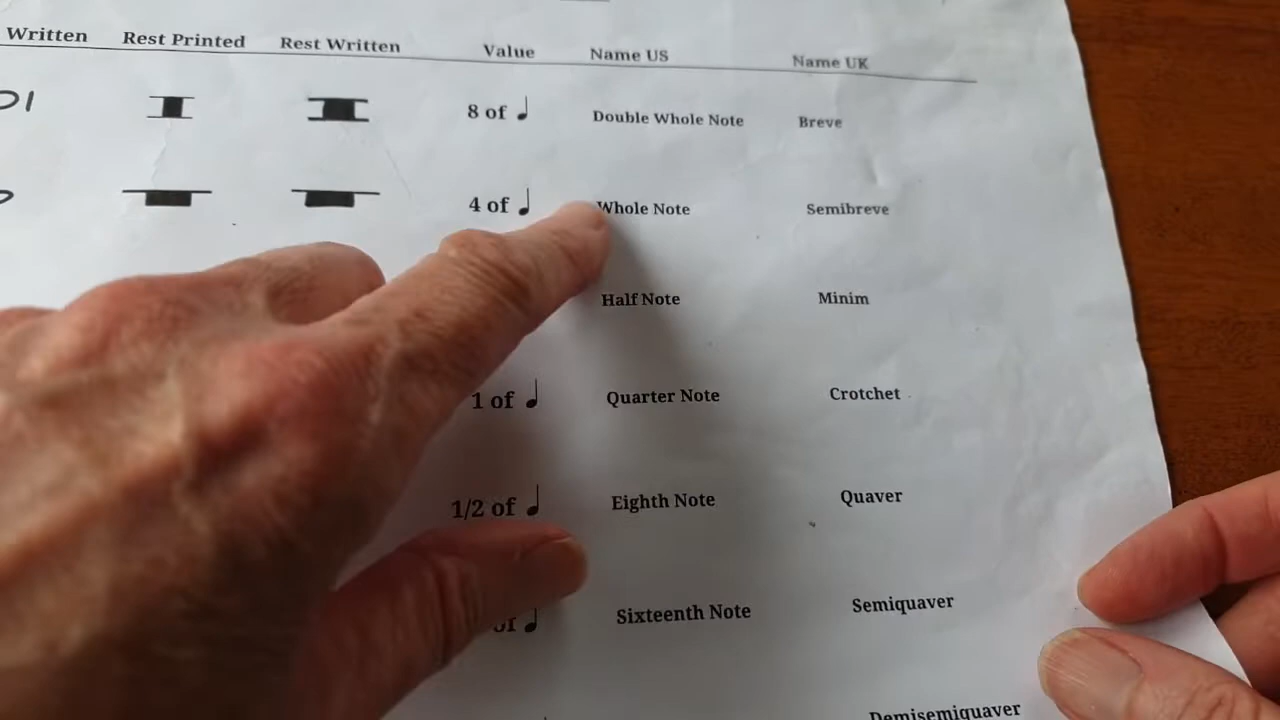 Written Rest Printed Rest Written Value Name US Name UK
8 of Double Whole Note Breve
4 of Whole Note Semibreve
Half Note Minim
1 of Quarter Note Crotchet
1/2 of Eighth Note Quaver
of Sixteenth Note Semiquaver
Demisemiquaver